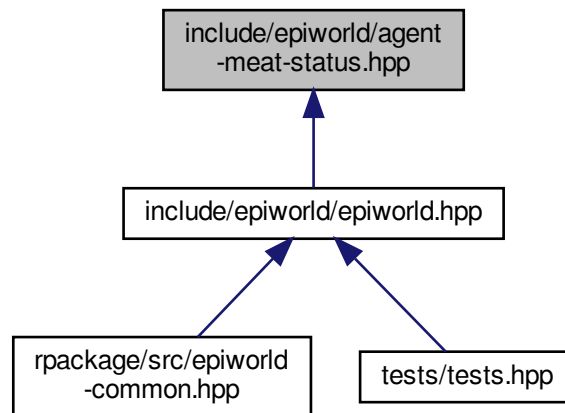 include/epiworld/agent
-meat-status.hpp
include/epiworld/epiworld.hpp
rpackage/src/epiworld
-common.hpp
tests/tests.hpp